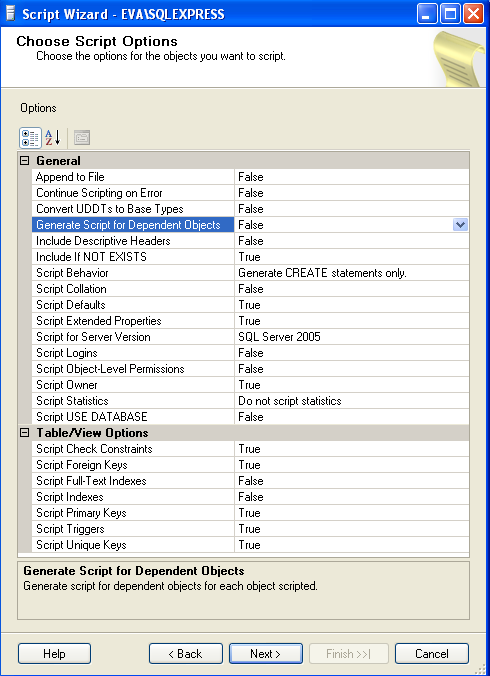 Script Wizard - EVA\SQLEXPRESS
Choose Script Options
Choose the options for the objects you want to script.
Options
General
Append to File False
Continue Scripting on Error False
Convert UDDTs to Base Types False
Generate Script for Dependent Objects False
Include Descriptive Headers False
Include If NOT EXISTS True
Script Behavior Generate CREATE statements only.
Script Collation False
Script Defaults True
Script Extended Properties True
Script for Server Version SQL Server 2005
Script Logins False
Script Object-Level Permissions False
Script Owner True
Script Statistics Do not script statistics
Script USE DATABASE False
Table/View Options
Script Check Constraints True
Script Foreign Keys True
Script Full-Text Indexes False
Script Indexes False
Script Primary Keys True
Script Triggers True
Script Unique Keys True
Generate Script for Dependent Objects
Generate script for dependent objects for each object scripted.
Help < Back Next > Finish >>| Cancel